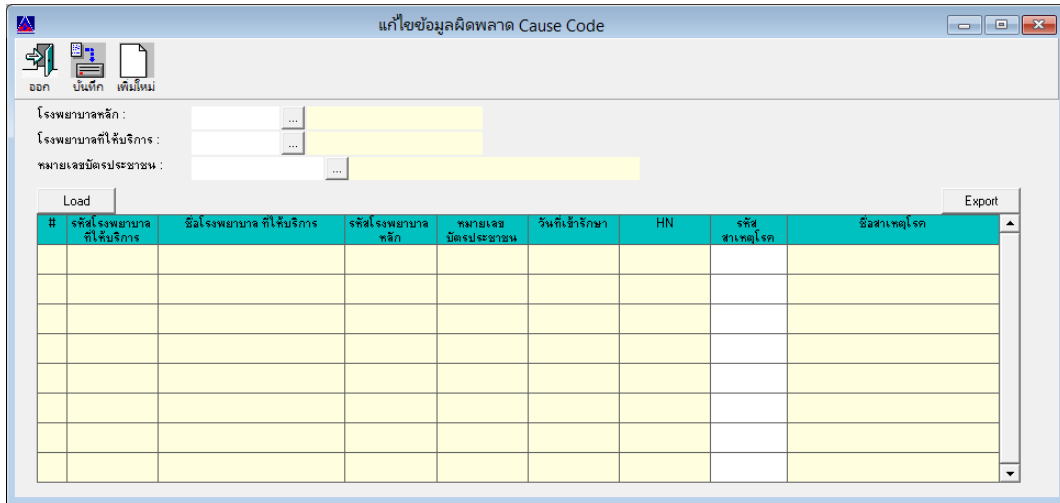 แก้ไขข้อมูลผิดพลาด Cause Code
ออก บันทึก เพิ่มใหม่
โรงพยาบาลหลัก :
...
โรงพยาบาลที่ให้บริการ :
...
หมายเลขบัตรประชาชน :
...
Load
Export
# รหัสโรงพยาบาล ชื่อโรงพยาบาล ที่ให้บริการ รหัสโรงพยาบาล หมายเลข วันที่เข้ารักษา HN รหัส ชื่อสาเหตุโรค
ที่ให้บริการ หลัก บัตรประชาชน สาเหตุโรค